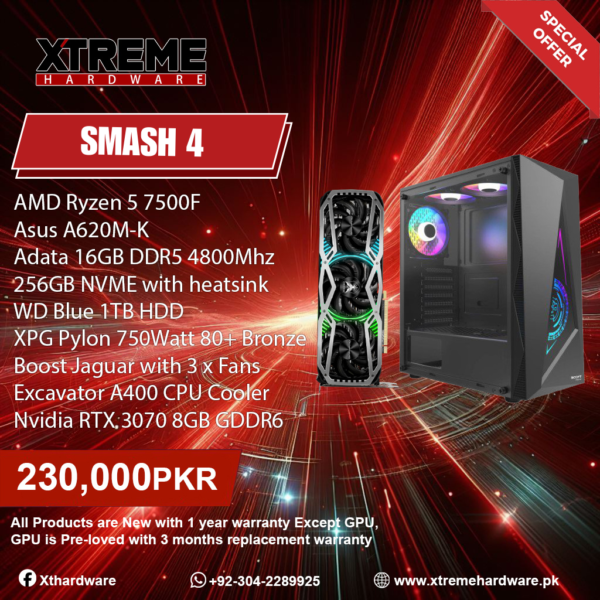 XTREME
HARDWARE
SPECIAL
OFFER
SMASH 4
AMD Ryzen 5 7500F
Asus A620M-K
Adata 16GB DDR5 4800Mhz
256GB NVME with heatsink
WD Blue 1TB HDD
XPG Pylon 750Watt 80+ Bronze
Boost Jaguar with 3 x Fans
Excavator A400 CPU Cooler
Nvidia RTX 3070 8GB GDDR6
230,000PKR
All Products are New with 1 year warranty Except GPU,
GPU is Pre-loved with 3 months replacement warranty
Xthardware
+92-304-2289925
www.xtremehardware.pk